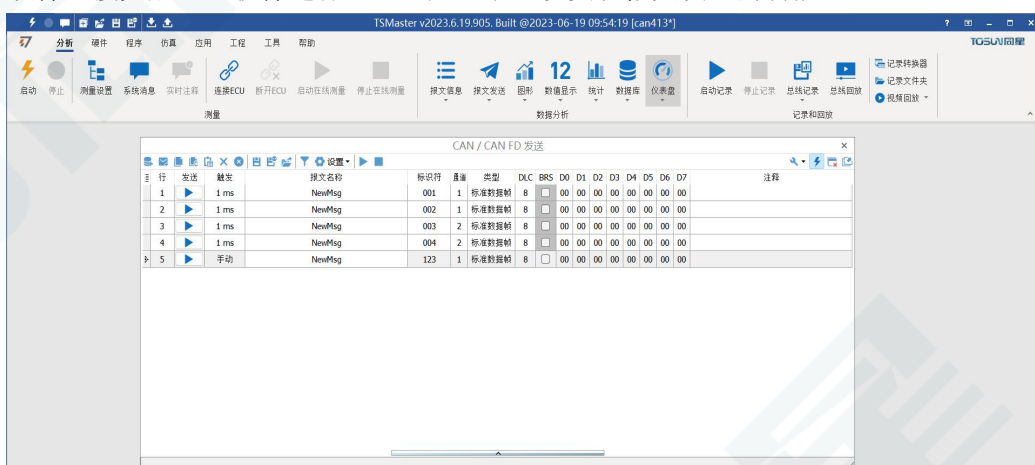 TSMaster v2023.6.19.905. Built @2023-06-19 09:54:19 [can413*]
分析 硬件 程序 仿真 应用 工程 工具 帮助
TOSUN同星
启动 停止 测量设置 系统消息 实时注释 连接ECU 断开ECU 启动在线测量 停止在线测量 报文信息 报文发送 图形 12 数值显示 统计 数据库 仪表盘 启动记录 停止记录 总线记录 总线回放
记录转换器
记录文件夹
视频回放
测量 数据分析 记录和回放
CAN / CAN FD 发送
设置
行 发送 触发 报文名称 标识符 通道 类型 DLC BRS D0 D1 D2 D3 D4 D5 D6 D7 注释
1 1 ms NewMsg 001 1 标准数据帧 8 00 00 00 00 00 00 00 00
2 1 ms NewMsg 002 1 标准数据帧 8 00 00 00 00 00 00 00 00
3 1 ms NewMsg 003 2 标准数据帧 8 00 00 00 00 00 00 00 00
4 1 ms NewMsg 004 2 标准数据帧 8 00 00 00 00 00 00 00 00
5 手动 NewMsg 123 1 标准数据帧 8 00 00 00 00 00 00 00 00